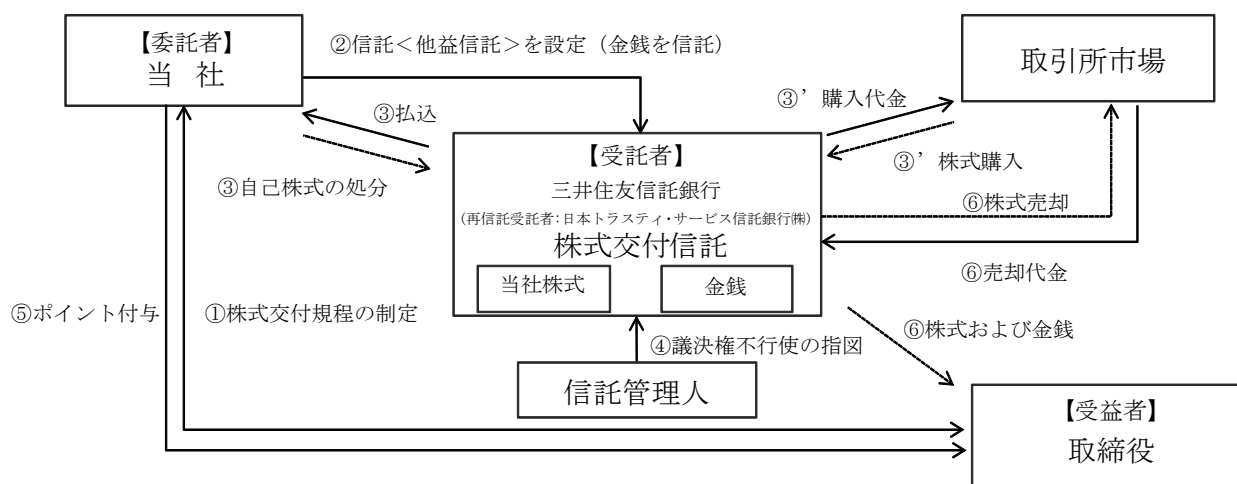 【委託者】
当 社
②信託<他益信託>を設定（金銭を信託）
取引所市場
③払込
③’購入代金
【受託者】
③’株式購入
③自己株式の処分
三井住友信託銀行
⑥株式売却
(再信託受託者:日本トラスティ・サービス信託銀行㈱)
株式交付信託
当社株式
金銭
⑥売却代金
⑤ポイント付与
①株式交付規程の制定
⑥株式および金銭
④議決権不行使の指図
信託管理人
【受益者】
取締役